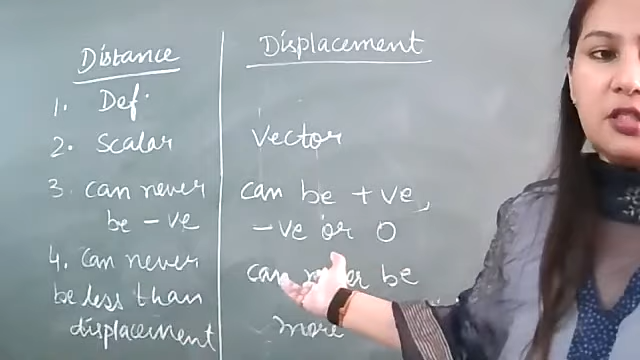 Distance
1. Def.
2. Scalar
3. can never
be -ve
4. can never
be less than
displacement
Displacement
Vector
can be +ve,
-ve or 0
can never be
more